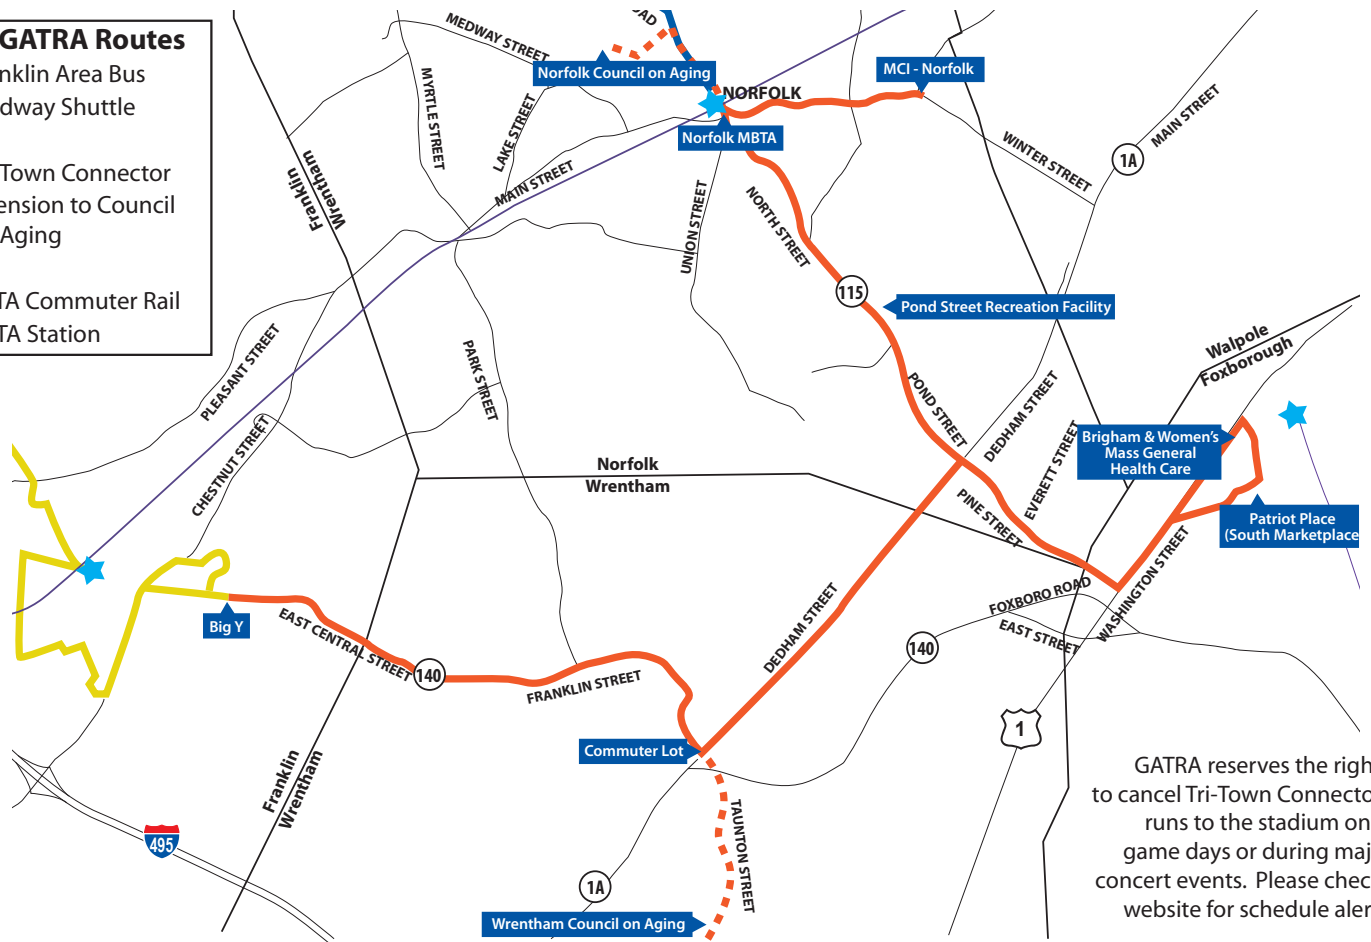 GATRA Routes
nklin Area Bus
dway Shuttle
Town Connector
ension to Council
Aging
TA Commuter Rail
TA Station
OAD
MEDWAY STREET
Norfolk Council on Aging
MCI - Norfolk
NORFOLK
Norfolk MBTA
MYRTLE STREET
LAKE STREET
MAIN STREET
MAIN STREET
1A
WINTER STREET
Franklin
Wrentham
UNION STREET
NORTH STREET
115
Pond Street Recreation Facility
PLEASANT STREET
PARK STREET
POND STREET
DEDHAM STREET
Walpole
Foxborough
CHESTNUT STREET
EVERETT STREET
Brigham & Women's
Mass General
Health Care
Norfolk
Wrentham
PINE STREET
Patriot Place
(South Marketplace
WASHINGTON STREET
FOXBORO ROAD
EAST STREET
Big Y
EAST CENTRAL STREET
140
FRANKLIN STREET
DEDHAM STREET
140
1
Commuter Lot
Franklin
Wrentham
495
TAUNTON STREET
1A
Wrentham Council on Aging
GATRA reserves the righ
to cancel Tri-Town Connecto
runs to the stadium on
game days or during maj
concert events. Please chec
website for schedule aler